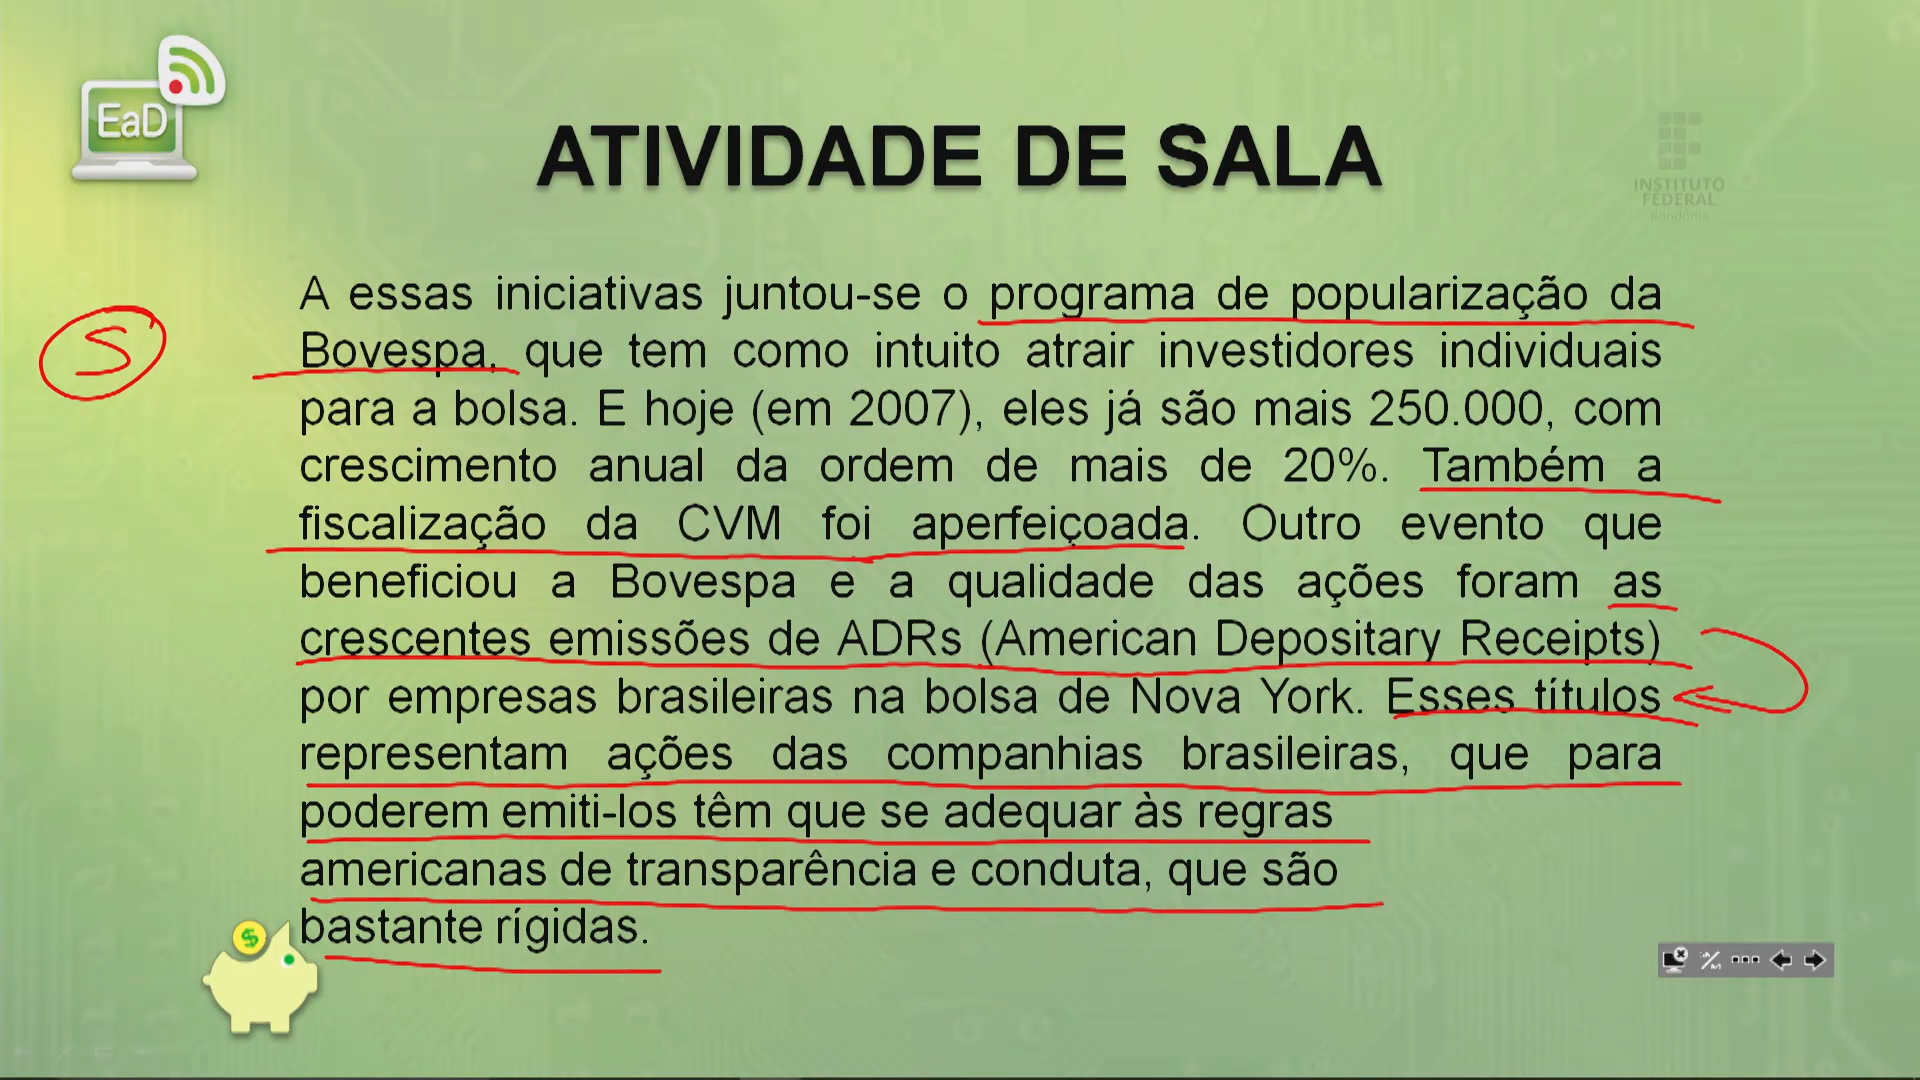 EaD
ATIVIDADE DE SALA
INSTITUTO
FEDERAL
Rondônia
A essas iniciativas juntou-se o programa de popularização da
S
Bovespa, que tem como intuito atrair investidores individuais
para a bolsa. E hoje (em 2007), eles já são mais 250.000, com
crescimento anual da ordem de mais de 20%. Também a
fiscalização da CVM foi aperfeiçoada. Outro evento que
beneficiou a Bovespa e a qualidade das ações foram as
crescentes emissões de ADRs (American Depositary Receipts)
por empresas brasileiras na bolsa de Nova York. Esses títulos
representam ações das companhias brasileiras, que para
poderem emiti-los têm que se adequar às regras
americanas de transparência e conduta, que são
bastante rígidas.
$